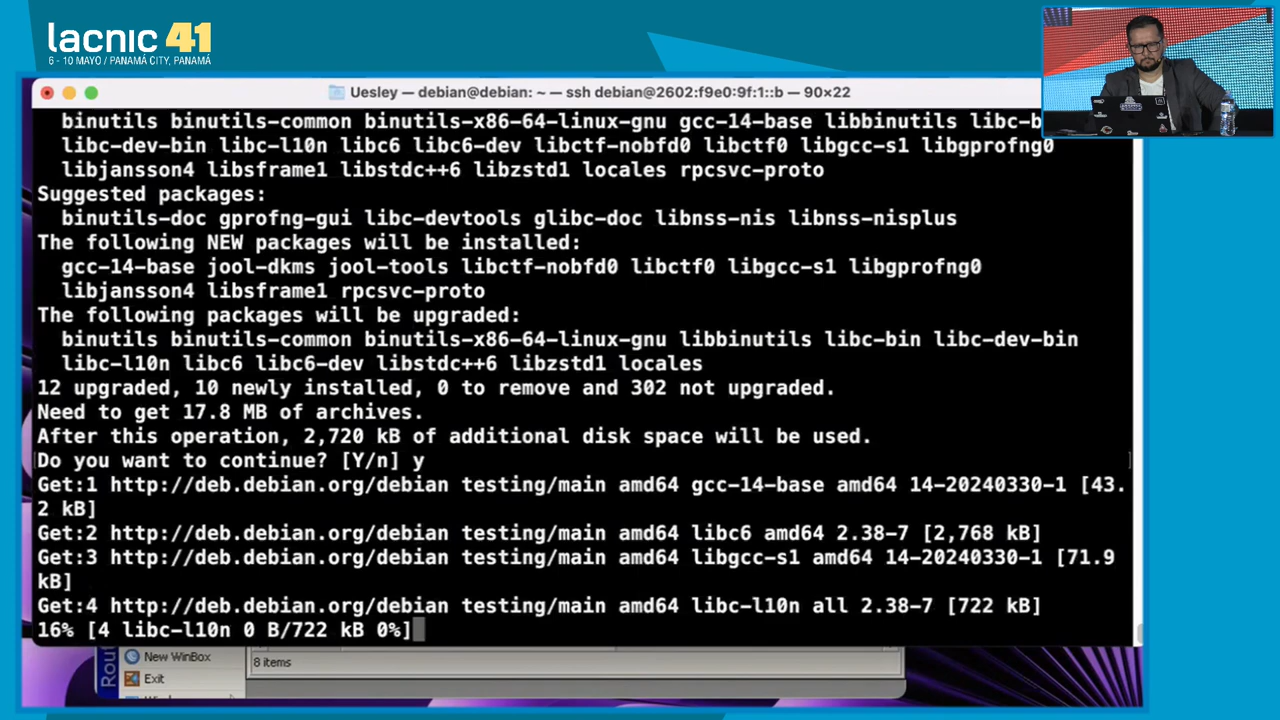 lacnic 41
6 - 10 MAYO / PANAMÁ CITY, PANAMÁ
Uesley — debian@debian: ~ — ssh debian@2602:f9e0:9f:1::b — 90×22
binutils binutils-common binutils-x86-64-linux-gnu gcc-14-base libbinutils
libc-dev-bin libc-l10n libc6 libc6-dev libctf-nobfd0 libctf0 libgcc-s1 libgprofng0
libjansson4 libsframe1 libstdc++6 libzstd1 locales rpcsvc-proto
Suggested packages:
binutils-doc gprofng-gui libc-devtools glibc-doc libnss-nis libnss-nisplus
The following NEW packages will be installed:
gcc-14-base jool-dkms jool-tools libctf-nobfd0 libctf0 libgcc-s1 libgprofng0
libjansson4 libsframe1 rpcsvc-proto
The following packages will be upgraded:
binutils binutils-common binutils-x86-64-linux-gnu libbinutils libc-bin libc-dev-bin
libc-l10n libc6 libc6-dev libstdc++6 libzstd1 locales
12 upgraded, 10 newly installed, 0 to remove and 302 not upgraded.
Need to get 17.8 MB of archives.
After this operation, 2,720 kB of additional disk space will be used.
Do you want to continue? [Y/n] y
Get:1 http://deb.debian.org/debian testing/main amd64 gcc-14-base amd64 14-20240330-1 [43.
2 kB]
Get:2 http://deb.debian.org/debian testing/main amd64 libc6 amd64 2.38-7 [2,768 kB]
Get:3 http://deb.debian.org/debian testing/main amd64 libgcc-s1 amd64 14-20240330-1 [71.9
kB]
Get:4 http://deb.debian.org/debian testing/main amd64 libc-l10n all 2.38-7 [722 kB]
16% [4 libc-l10n 0 B/722 kB 0%]
New WinBox
8 items
Exit